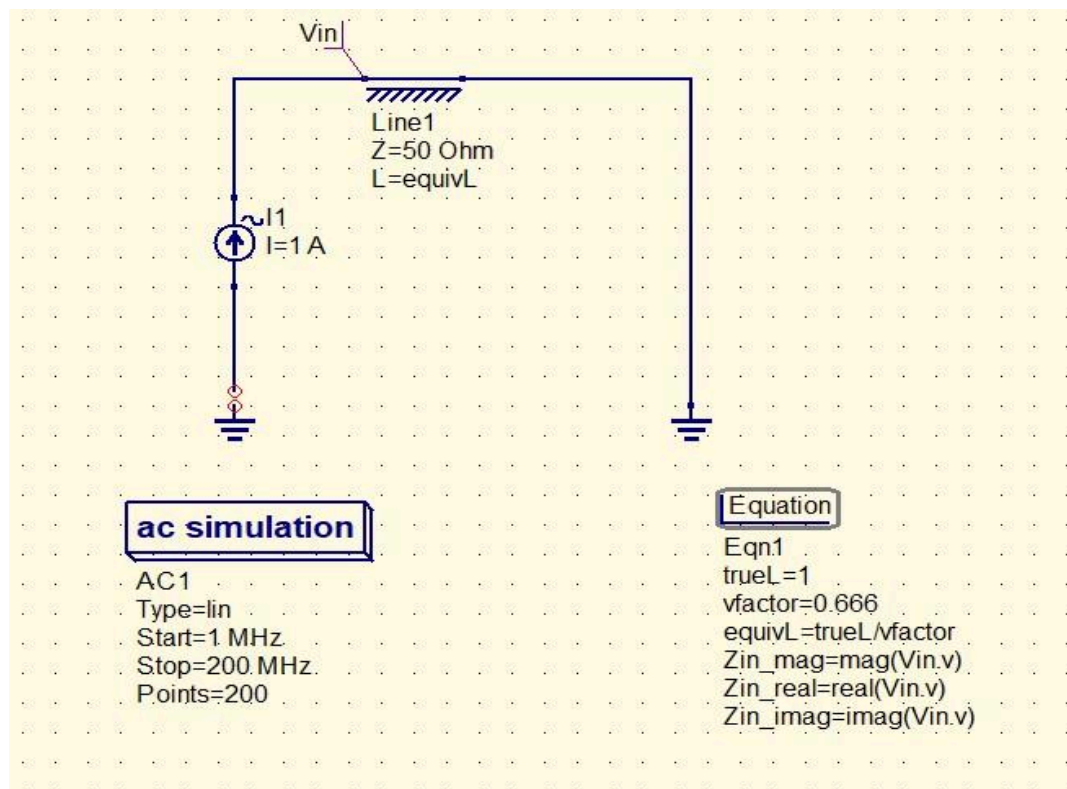 Vin
Line1
Z=50 Ohm
L=equivL
I1
I=1 A
ac simulation
AC1
Type=lin
Start=1 MHz
Stop=200 MHz
Points=200
Equation
Eqn1
trueL=1
vfactor=0.666
equivL=trueL/vfactor
Zin_mag=mag(Vin.v)
Zin_real=real(Vin.v)
Zin_imag=imag(Vin.v)